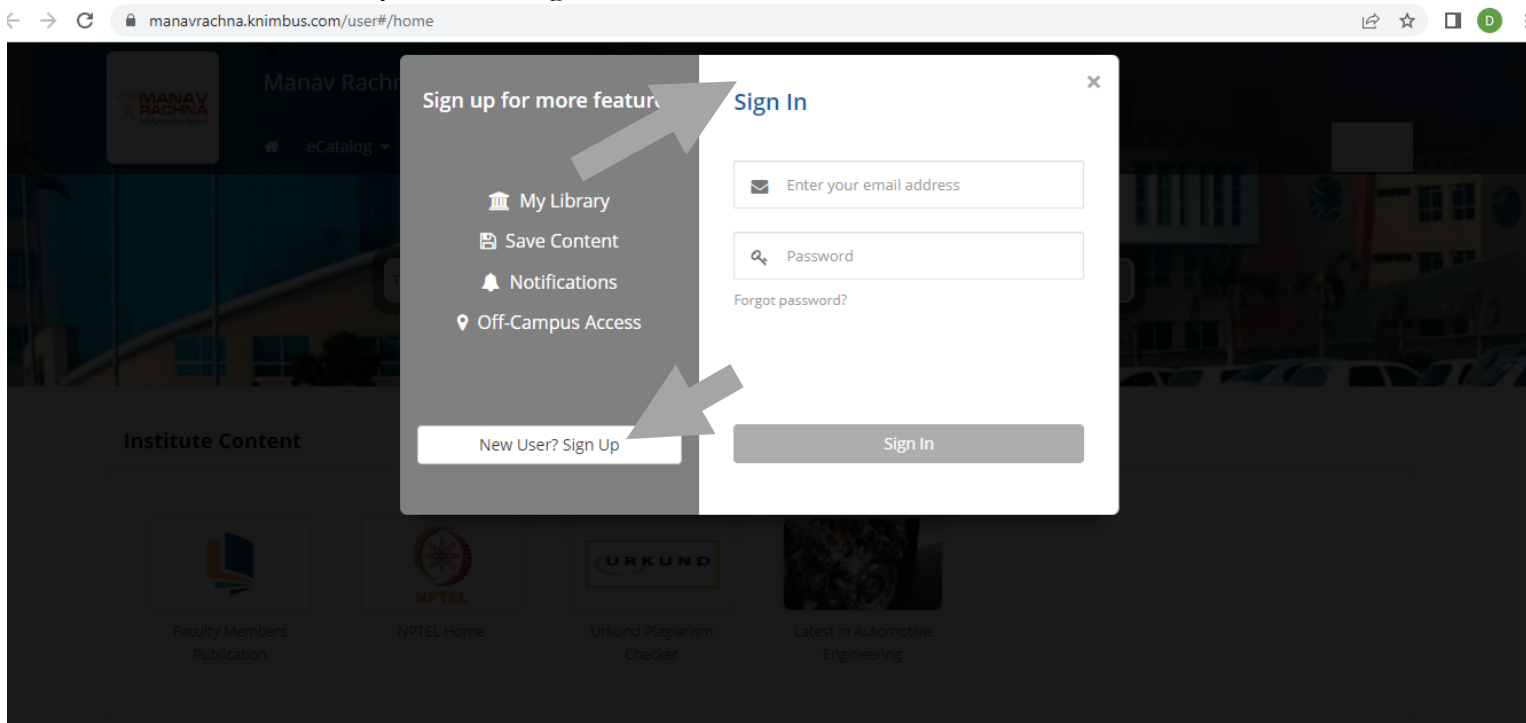 manavrachna.knimbus.com/user#/home
D
Manav Rachn
MANAV
RACHNA
eCatalog
Sign up for more feature
My Library
Save Content
Notifications
Off-Campus Access
New User? Sign Up
Sign In
×
Enter your email address
Password
Forgot password?
Sign In
Institute Content
NPTEL
URKUND
Faculty Members
Publication
NPTEL Home
Urkund Plagiarism
Checker
Latest in Automotive
Engineering